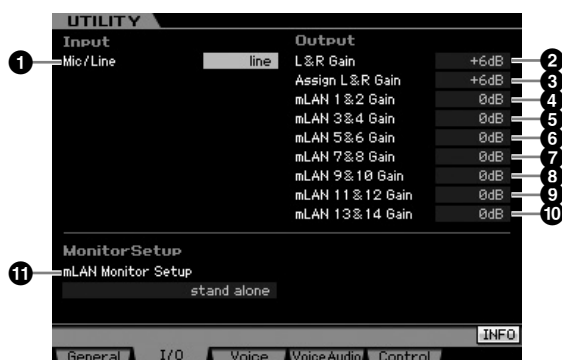 UTILITY
Input
Output
1 Mic/Line line
L&R Gain +6dB 2
Assign L&R Gain +6dB 3
mLAN 1&2 Gain 0dB 4
mLAN 3&4 Gain 0dB 5
mLAN 5&6 Gain 0dB 6
mLAN 7&8 Gain 0dB 7
mLAN 9&10 Gain 0dB 8
mLAN 11&12 Gain 0dB 9
mLAN 13&14 Gain 0dB 10
MonitorSetup
11 mLAN Monitor Setup
stand alone
INFO
General I/O Voice VoiceAudio Control